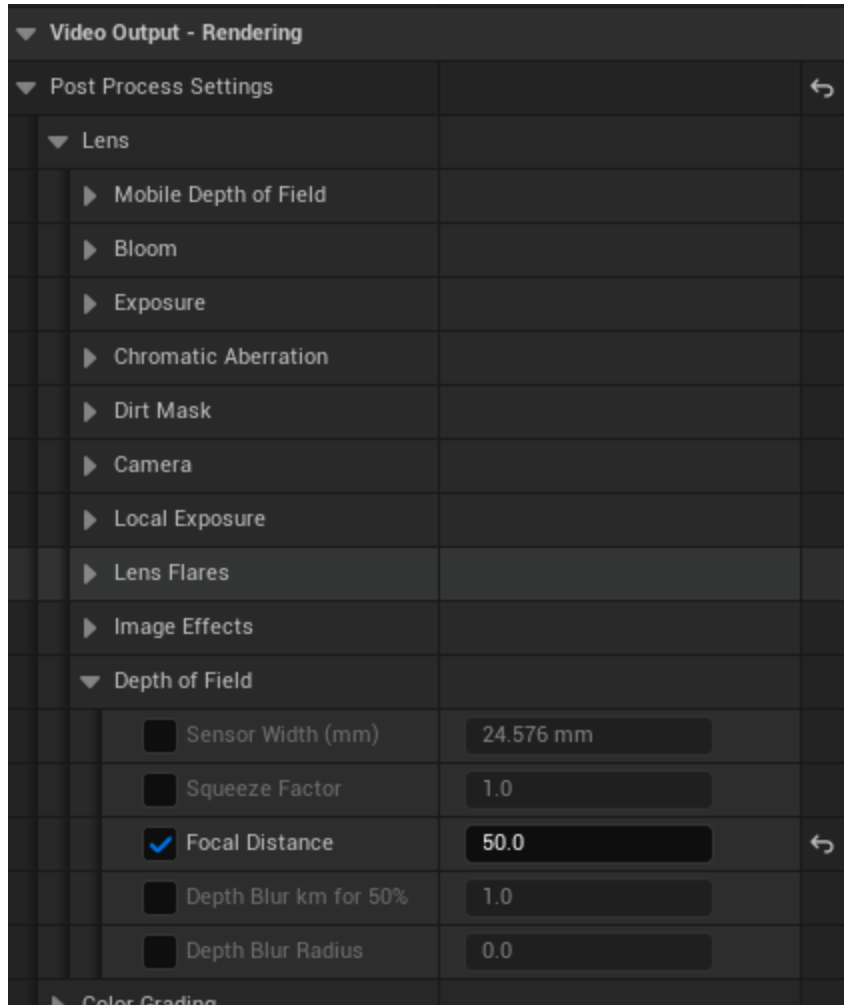 Video Output - Rendering
Post Process Settings
Lens
Mobile Depth of Field
Bloom
Exposure
Chromatic Aberration
Dirt Mask
Camera
Local Exposure
Lens Flares
Image Effects
Depth of Field
Sensor Width (mm) 24.576 mm
Squeeze Factor 1.0
Focal Distance 50.0
Depth Blur km for 50% 1.0
Depth Blur Radius 0.0
Color Grading